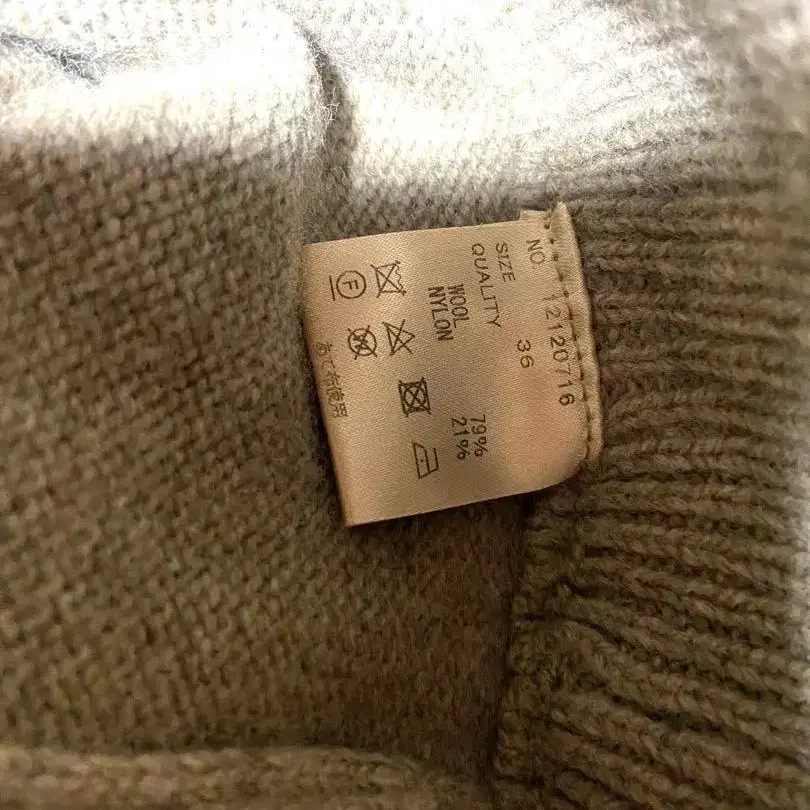 NO. 12120716
SIZE 36
QUALITY
WOOL 79%
NYLON 21%
F
あて布使用